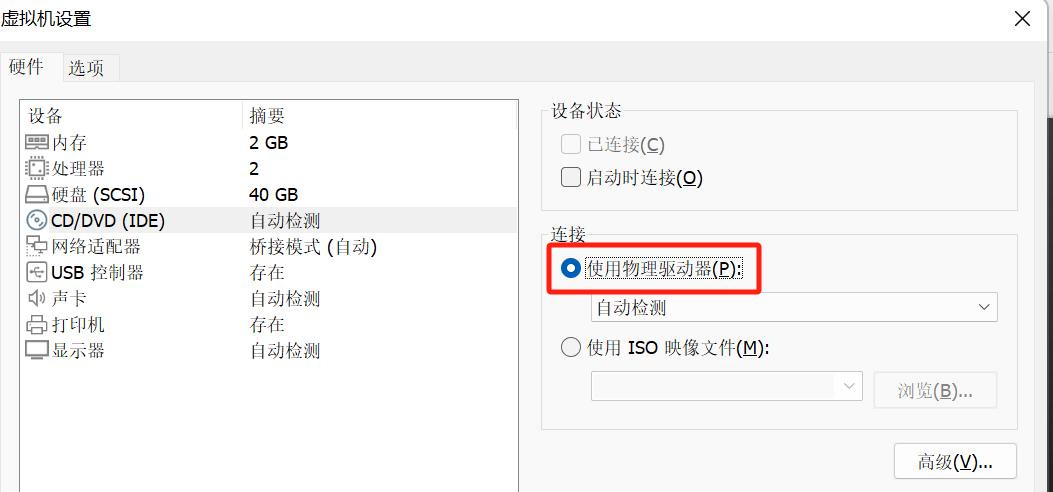 虚拟机设置
硬件 选项
设备 摘要
内存 2 GB
处理器 2
硬盘 (SCSI) 40 GB
CD/DVD (IDE) 自动检测
网络适配器 桥接模式 (自动)
USB 控制器 存在
声卡 自动检测
打印机 存在
显示器 自动检测
设备状态
已连接(C)
启动时连接(O)
连接
使用物理驱动器(P):
自动检测
使用 ISO 映像文件(M):
浏览(B)...
高级(V)...